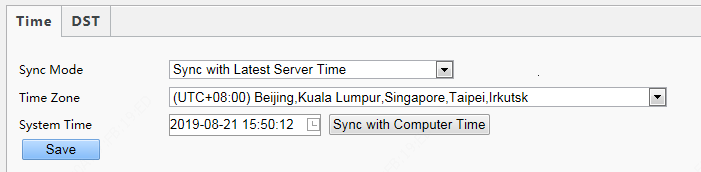 Time DST
Sync Mode Sync with Latest Server Time
Time Zone (UTC+08:00) Beijing,Kuala Lumpur,Singapore,Taipei,Irkutsk
System Time 2019-08-21 15:50:12 Sync with Computer Time
Save